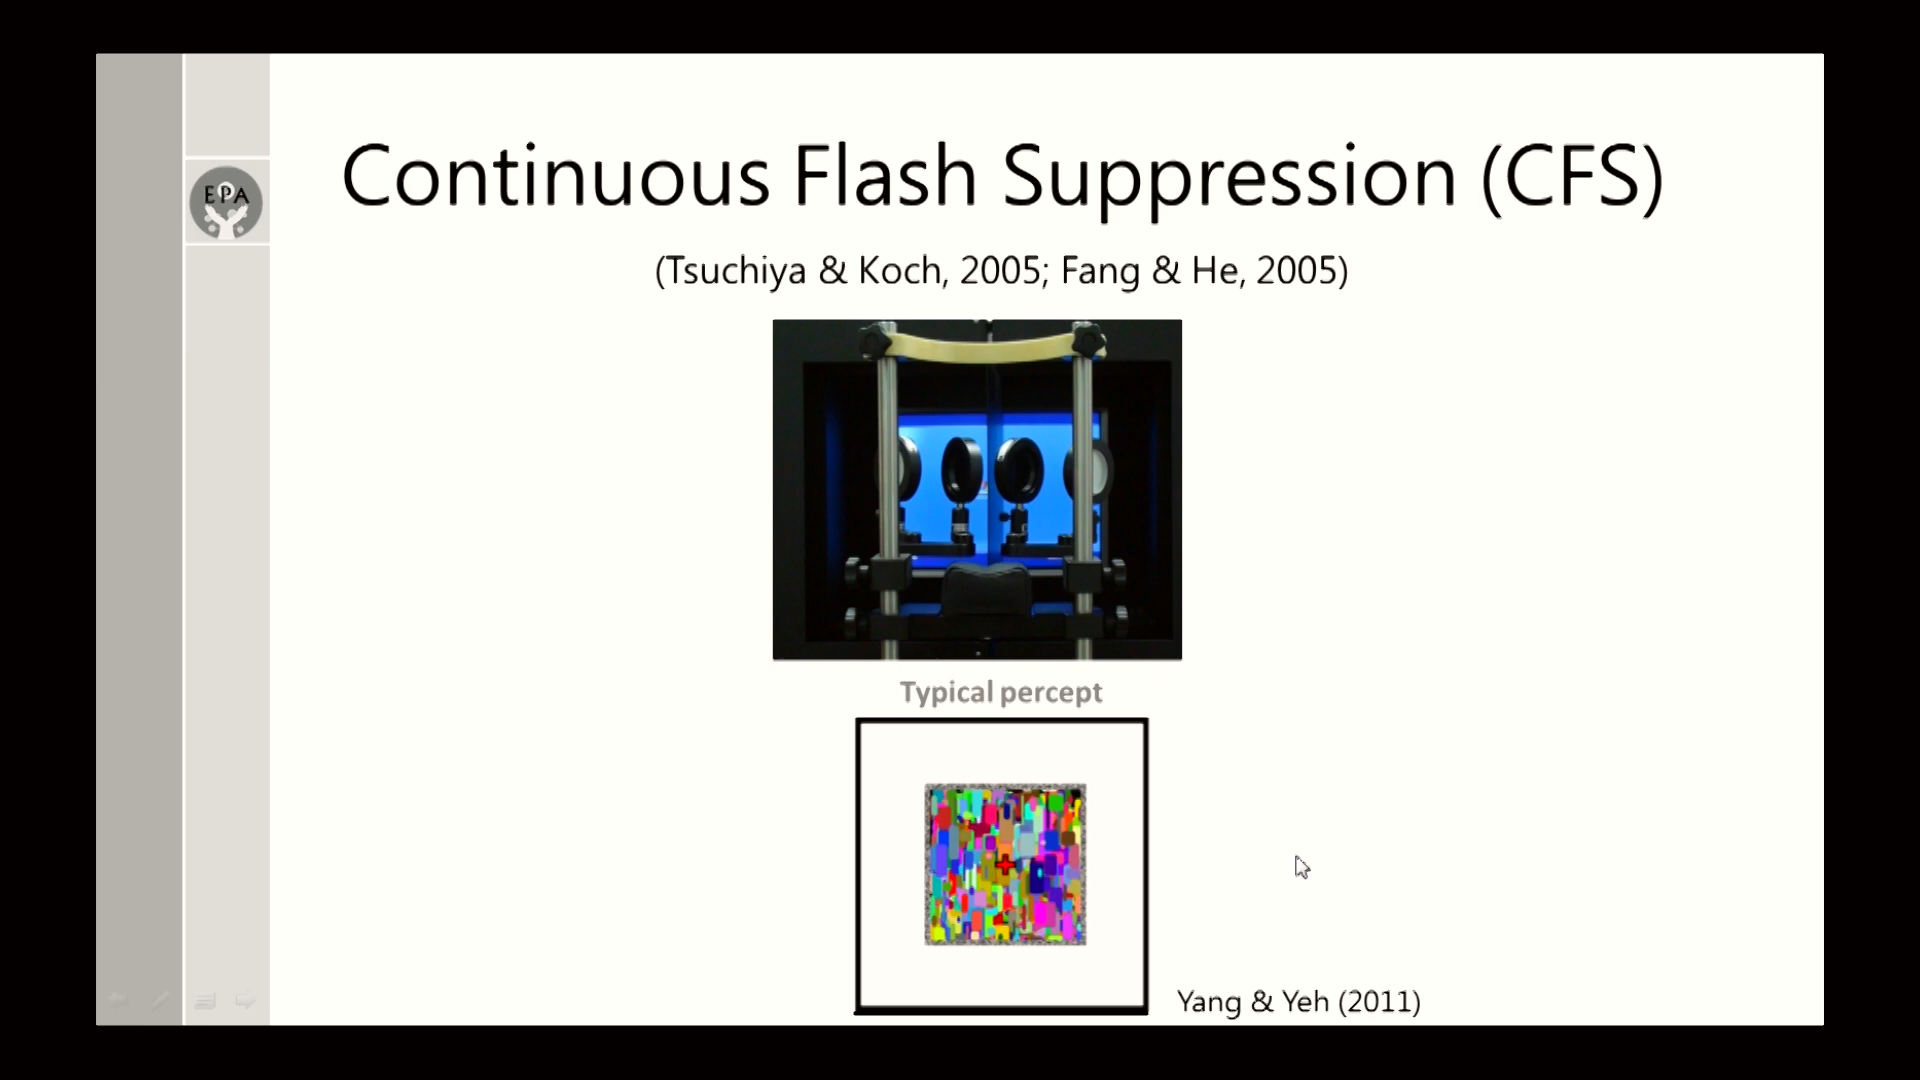 Continuous Flash Suppression (CFS)
EPA
(Tsuchiya & Koch, 2005; Fang & He, 2005)
Typical percept
Yang & Yeh (2011)